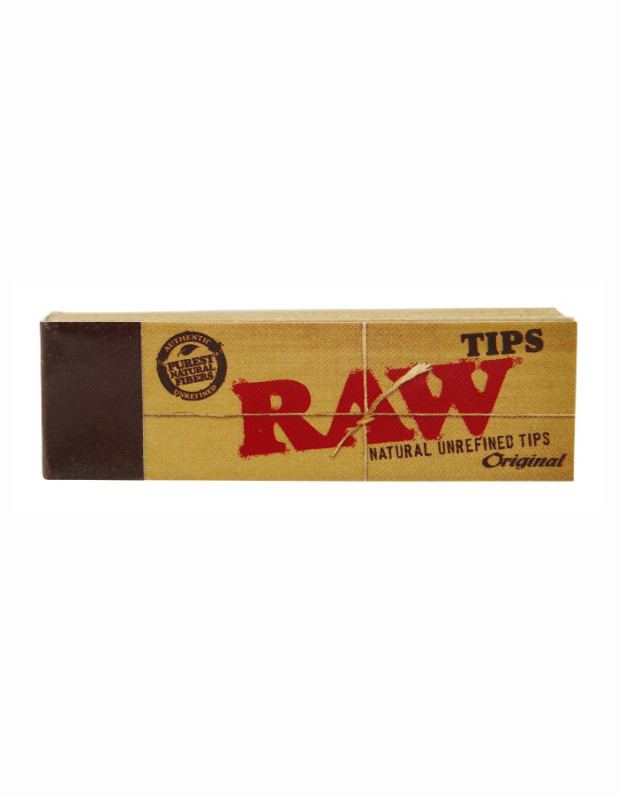 TIPS
AUTHENTIC
PUREST
NATURAL
FIBERS
UNREFINED
RAW
NATURAL UNREFINED TIPS
Original